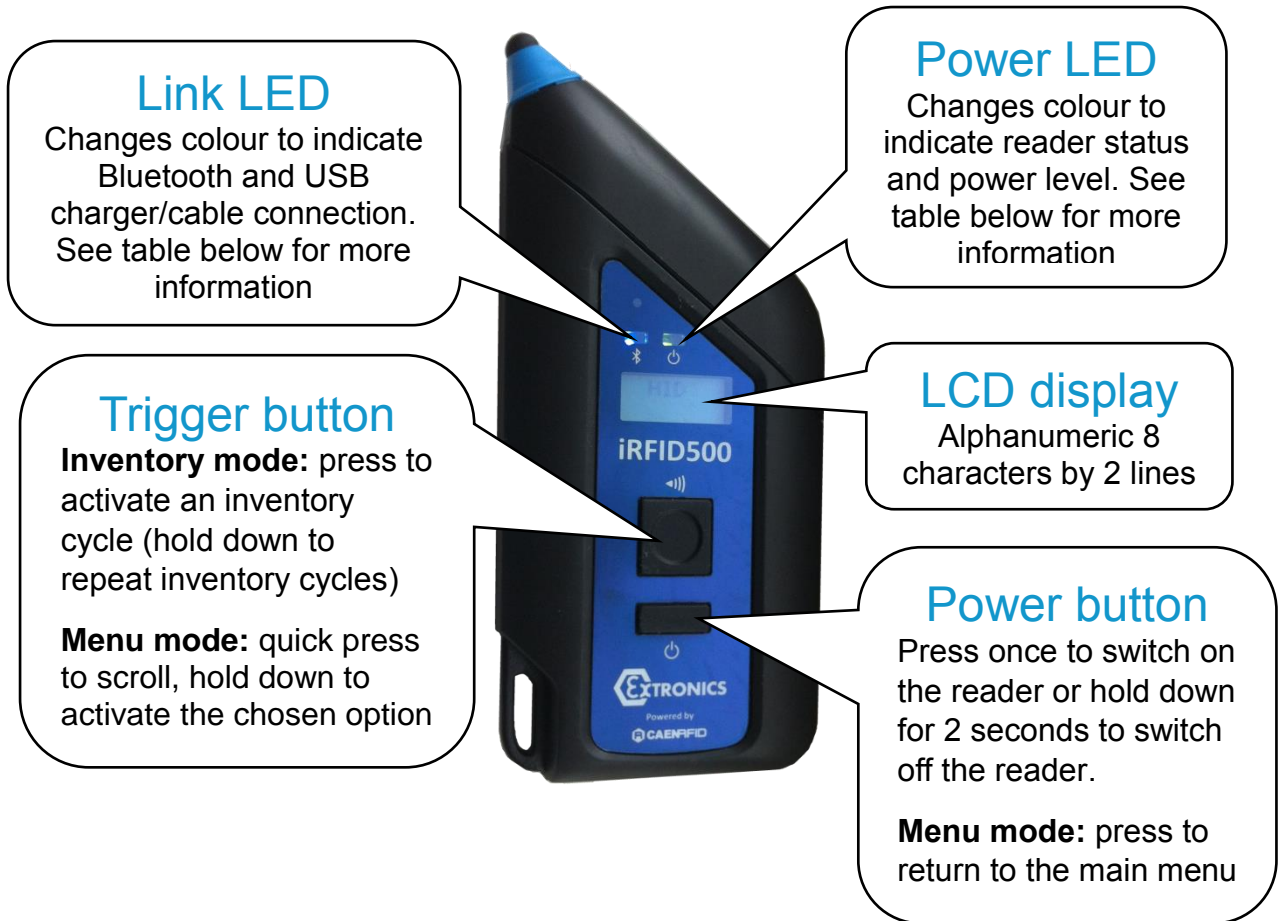 Link LED
Changes colour to indicate
Bluetooth and USB
charger/cable connection.
See table below for more
information
Power LED
Changes colour to
indicate reader status
and power level. See
table below for more
information
Trigger button
Inventory mode: press to
activate an inventory
cycle (hold down to
repeat inventory cycles)
Menu mode: quick press
to scroll, hold down to
activate the chosen option
LCD display
Alphanumeric 8
characters by 2 lines
Power button
Press once to switch on
the reader or hold down
for 2 seconds to switch
off the reader.
Menu mode: press to
return to the main menu
HID
iRFID500
EXTRONICS
Powered by
CAENRFID